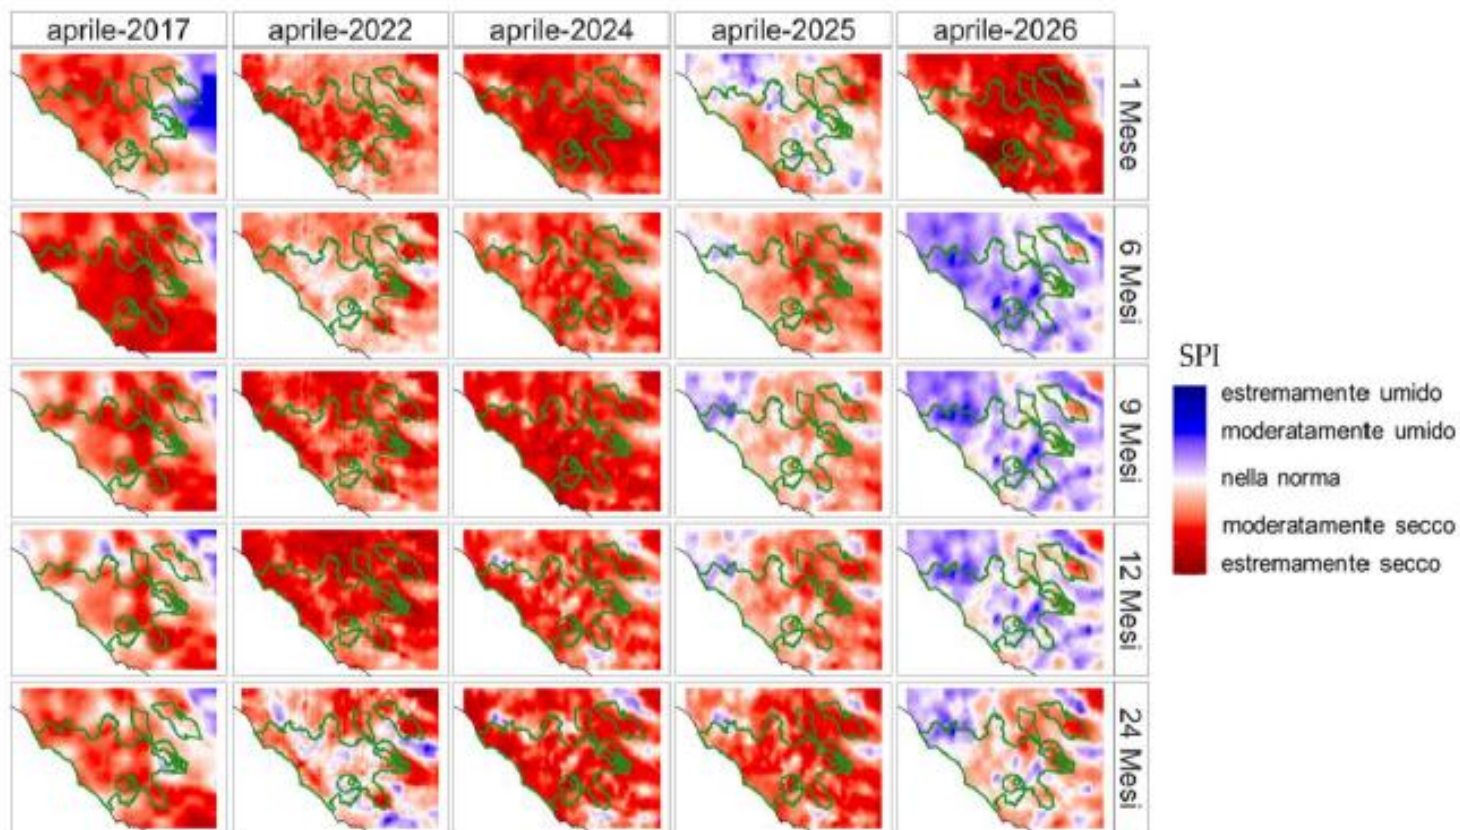 aprile-2017 aprile-2022 aprile-2024 aprile-2025 aprile-2026
1 Mese
6 Mesi
9 Mesi
12 Mesi
24 Mesi
SPI
estremamente umido
moderatamente umido
nella norma
moderatamente secco
estremamente secco